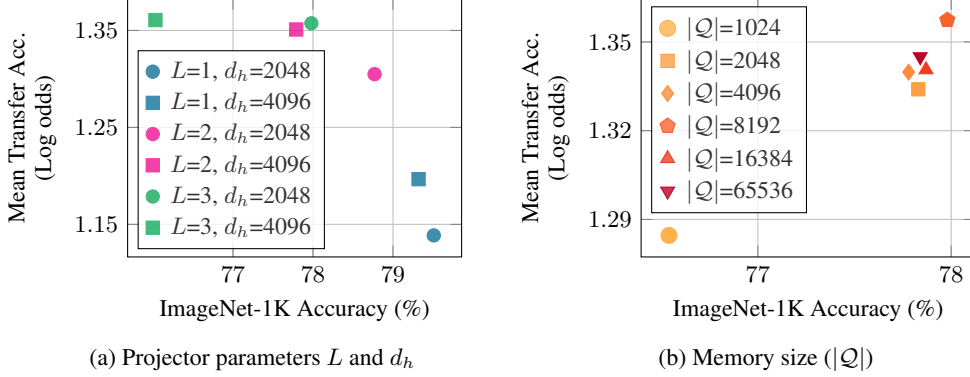 1.35
1.25
1.15
Mean Transfer Acc.
(Log odds)
L=1, d_h=2048
L=1, d_h=4096
L=2, d_h=2048
L=2, d_h=4096
L=3, d_h=2048
L=3, d_h=4096
77 78 79
ImageNet-1K Accuracy (%)
(a) Projector parameters L and d_h
1.35
1.32
1.29
Mean Transfer Acc.
(Log odds)
|𝒬|=1024
|𝒬|=2048
|𝒬|=4096
|𝒬|=8192
|𝒬|=16384
|𝒬|=65536
77 78
ImageNet-1K Accuracy (%)
(b) Memory size (|𝒬|)